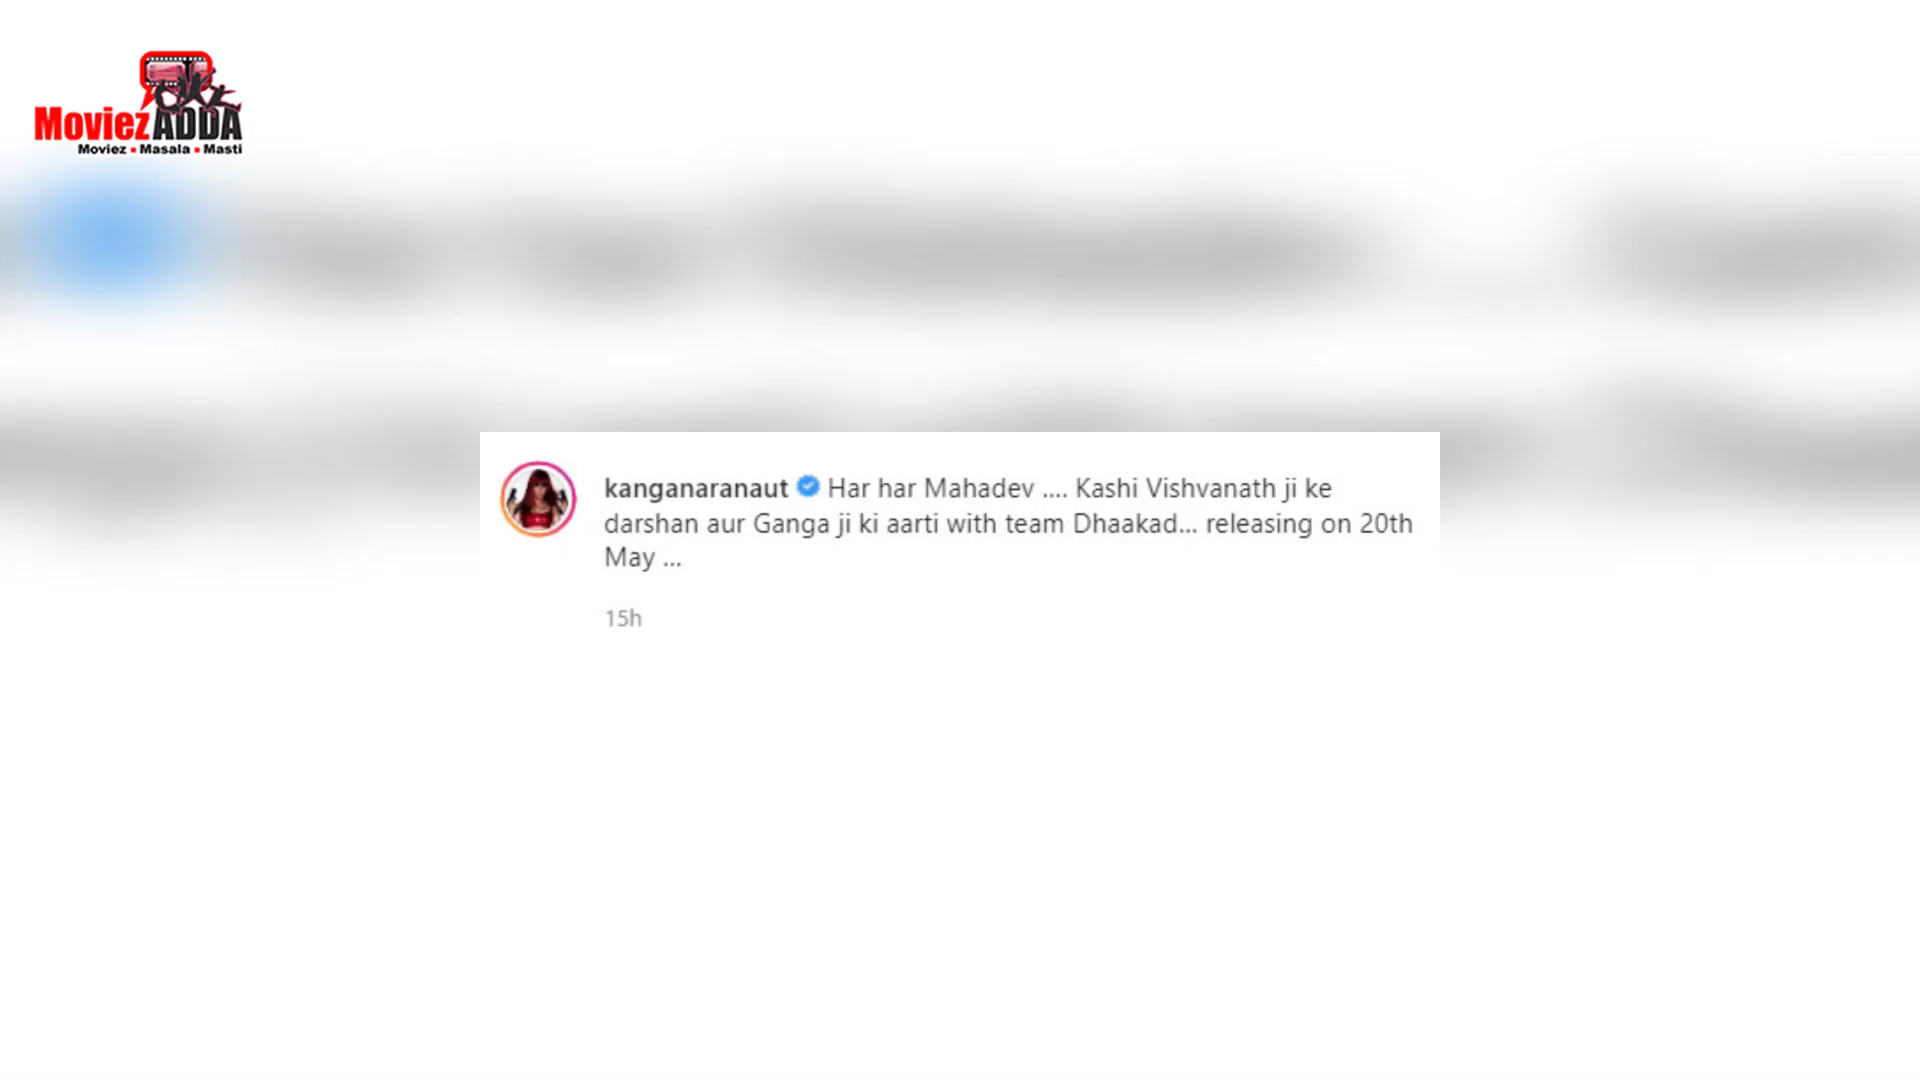 MoviezADDA
Moviez ▪ Masala ▪ Masti
kanganaranaut Har har Mahadev .... Kashi Vishvanath ji ke
darshan aur Ganga ji ki aarti with team Dhaakad... releasing on 20th
May ...
15h